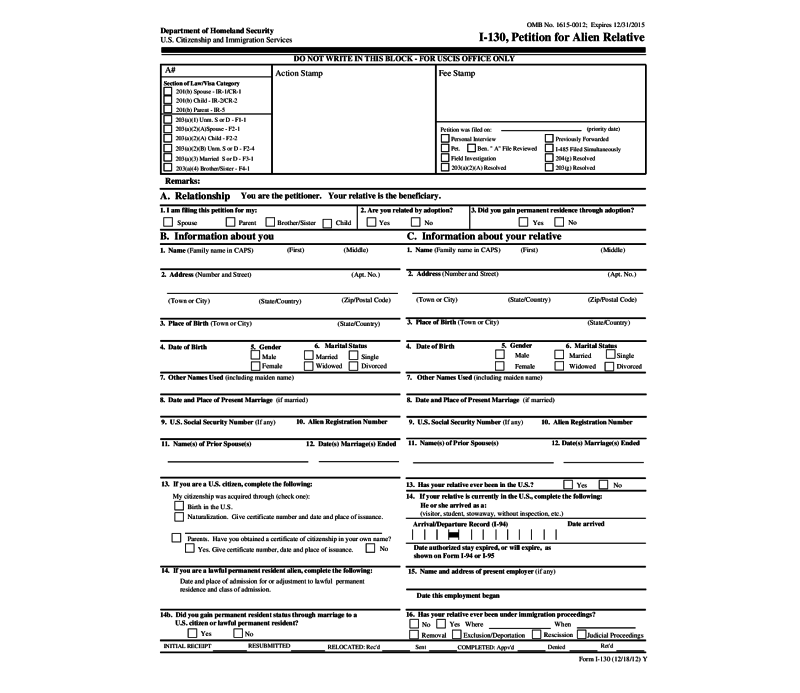 Department of Homeland Security
U.S. Citizenship and Immigration Services
OMB No. 1615-0012; Expires 12/31/2015
I-130, Petition for Alien Relative
DO NOT WRITE IN THIS BLOCK - FOR USCIS OFFICE ONLY
A#
Action Stamp
Fee Stamp
Section of Law/Visa Category
201(b) Spouse - IR-1/CR-1
201(b) Child - IR-2/CR-2
201(b) Parent - IR-5
203(a)(1) Unm. S or D - F1-1
203(a)(2)(A)Spouse - F2-1
203(a)(2)(A) Child - F2-2
203(a)(2)(B) Unm. S or D - F2-4
203(a)(3) Married S or D - F3-1
203(a)(4) Brother/Sister - F4-1
Petition was filed on: (priority date)
Personal Interview Previously Forwarded
Pet. Ben. " A" File Reviewed I-485 Filed Simultaneously
Field Investigation 204(g) Resolved
203(a)(2)(A) Resolved 203(g) Resolved
Remarks:
A. Relationship You are the petitioner. Your relative is the beneficiary.
1. I am filing this petition for my:
Spouse Parent Brother/Sister Child
2. Are you related by adoption?
Yes No
3. Did you gain permanent residence through adoption?
Yes No
B. Information about you
1. Name (Family name in CAPS) (First) (Middle)
2. Address (Number and Street) (Apt. No.)
(Town or City) (State/Country) (Zip/Postal Code)
3. Place of Birth (Town or City) (State/Country)
4. Date of Birth 5. Gender 6. Marital Status
Male Married Single
Female Widowed Divorced
7. Other Names Used (including maiden name)
8. Date and Place of Present Marriage (if married)
9. U.S. Social Security Number (If any) 10. Alien Registration Number
11. Name(s) of Prior Spouse(s) 12. Date(s) Marriage(s) Ended
13. If you are a U.S. citizen, complete the following:
My citizenship was acquired through (check one):
Birth in the U.S.
Naturalization. Give certificate number and date and place of issuance.
Parents. Have you obtained a certificate of citizenship in your own name?
Yes. Give certificate number, date and place of issuance. No
14. If you are a lawful permanent resident alien, complete the following:
Date and place of admission for or adjustment to lawful permanent
residence and class of admission.
14b. Did you gain permanent resident status through marriage to a
U.S. citizen or lawful permanent resident?
Yes No
C. Information about your relative
1. Name (Family name in CAPS) (First) (Middle)
2. Address (Number and Street) (Apt. No.)
(Town or City) (State/Country) (Zip/Postal Code)
3. Place of Birth (Town or City) (State/Country)
4. Date of Birth 5. Gender 6. Marital Status
Male Married Single
Female Widowed Divorced
7. Other Names Used (including maiden name)
8. Date and Place of Present Marriage (if married)
9. U.S. Social Security Number (If any) 10. Alien Registration Number
11. Name(s) of Prior Spouse(s) 12. Date(s) Marriage(s) Ended
13. Has your relative ever been in the U.S.? Yes No
14. If your relative is currently in the U.S., complete the following:
He or she arrived as a:
(visitor, student, stowaway, without inspection, etc.)
Arrival/Departure Record (I-94) Date arrived
Date authorized stay expired, or will expire, as
shown on Form I-94 or I-95
15. Name and address of present employer (if any)
Date this employment began
16. Has your relative ever been under immigration proceedings?
No Yes Where When
Removal Exclusion/Deportation Rescission Judicial Proceedings
INITIAL RECEIPT RESUBMITTED RELOCATED: Rec'd Sent COMPLETED: Appv'd Denied Ret'd
Form I-130 (12/18/12) Y